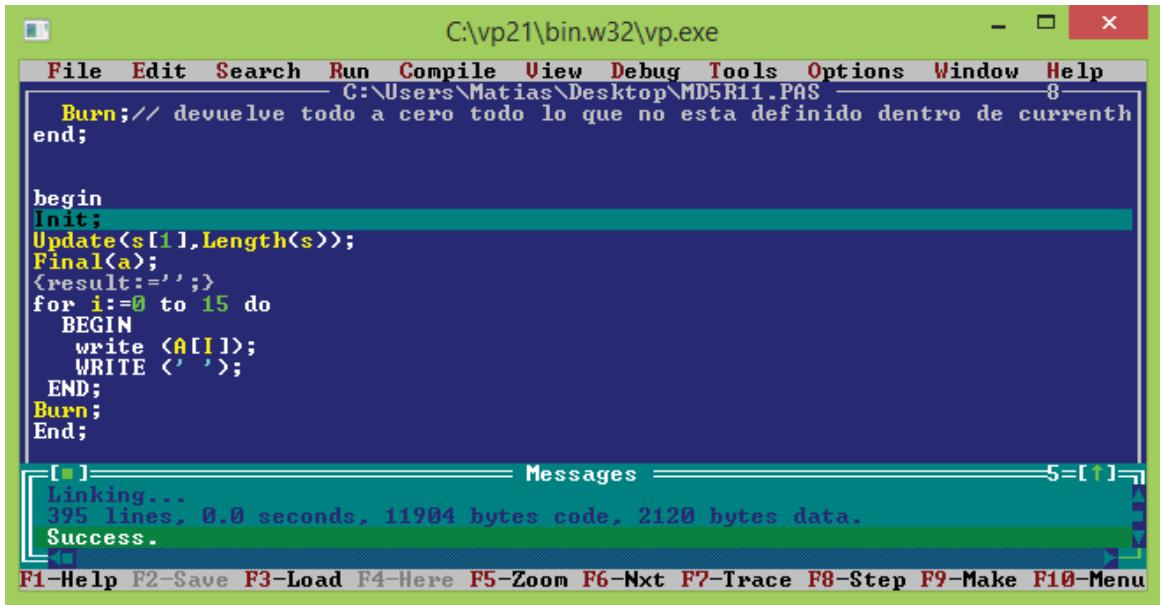 C:\vp21\bin.w32\vp.exe
File Edit Search Run Compile View Debug Tools Options Window Help
C:\Users\Matias\Desktop\MD5R11.PAS 8
Burn;// devuelve todo a cero todo lo que no esta definido dentro de currenth
end;
begin
Init;
Update(s[1],Length(s));
Final(a);
{result:='';}
for i:=0 to 15 do
BEGIN
write (A[I]);
WRITE (' ');
END;
Burn;
End;
[■] Messages 5=[↑]
Linking...
395 lines, 0.0 seconds, 11904 bytes code, 2120 bytes data.
Success.
F1-Help F2-Save F3-Load F4-Here F5-Zoom F6-Nxt F7-Trace F8-Step F9-Make F10-Menu